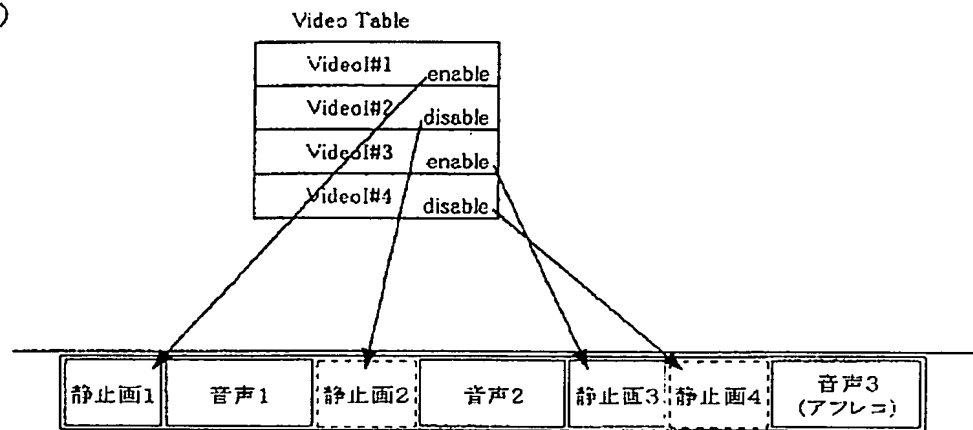 )
Video Table
VideoI#1 enable
VideoI#2 disable
VideoI#3 enable
VideoI#4 disable
静止画1 音声1 静止画2 音声2 静止画3 静止画4 音声3
(アフレコ)